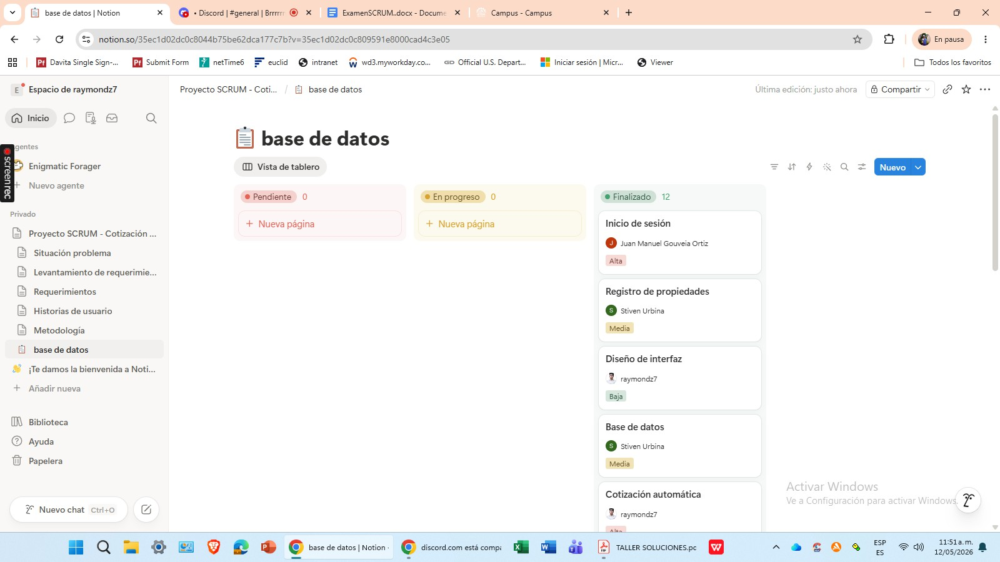 base de datos | Notion
• Discord | #general | Brrrrrr
ExamenSCRUM..docx - Docume
Campus - Campus
notion.so/35ec1d02dc0c8044b75be62dca177c7b?v=35ec1d02dc0c809591e8000cad4c3e05
En pausa
Davita Single Sign-...
Submit Form
netTime6
euclid
intranet
wd3.myworkday.co...
Official U.S. Depart...
Iniciar sesión | Micr...
Viewer
Todos los favoritos
E
Espacio de raymondz7
Proyecto SCRUM - Coti...
/
base de datos
Última edición: justo ahora
Compartir
Inicio
gentes
Enigmatic Forager
Nuevo agente
screenrec
Privado
Proyecto SCRUM - Cotización ...
Situación problema
Levantamiento de requerimie...
Requerimientos
Historias de usuario
Metodología
base de datos
¡Te damos la bienvenida a Noti...
Añadir nueva
Biblioteca
Ayuda
Papelera
Nuevo chat Ctrl+O
base de datos
Vista de tablero
Nuevo
Pendiente 0
+ Nueva página
En progreso 0
+ Nueva página
Finalizado 12
Inicio de sesión
J Juan Manuel Gouveia Ortiz
Alta
Registro de propiedades
S Stiven Urbina
Media
Diseño de interfaz
raymondz7
Baja
Base de datos
S Stiven Urbina
Media
Cotización automática
raymondz7
Alta
Activar Windows
Ve a Configuración para activar Windows.
base de datos | Notion -
discord.com está compa
TALLER SOLUCIONES.pc
ESP
ES
11:51 a. m.
12/05/2026